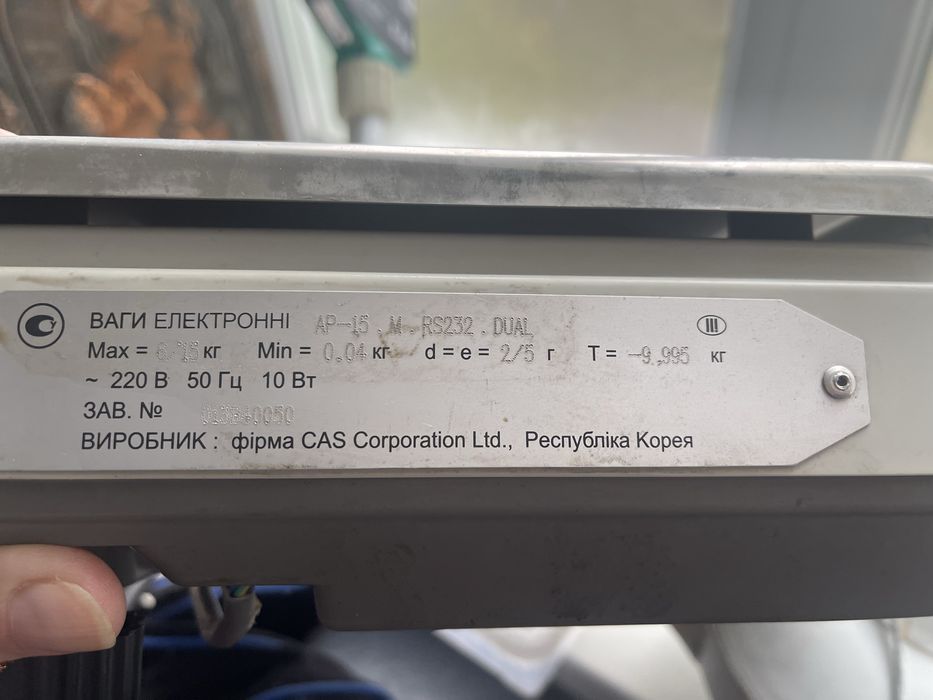 ВАГИ ЕЛЕКТРОННІ AP-15.M.RS232.DUAL III
Max = 6/15 кг Min = 0,04 кг d = e = 2/5 г T = -9,995 кг
~ 220 В 50 Гц 10 Вт
ЗАВ. №
ВИРОБНИК : фірма CAS Corporation Ltd., Республіка Корея